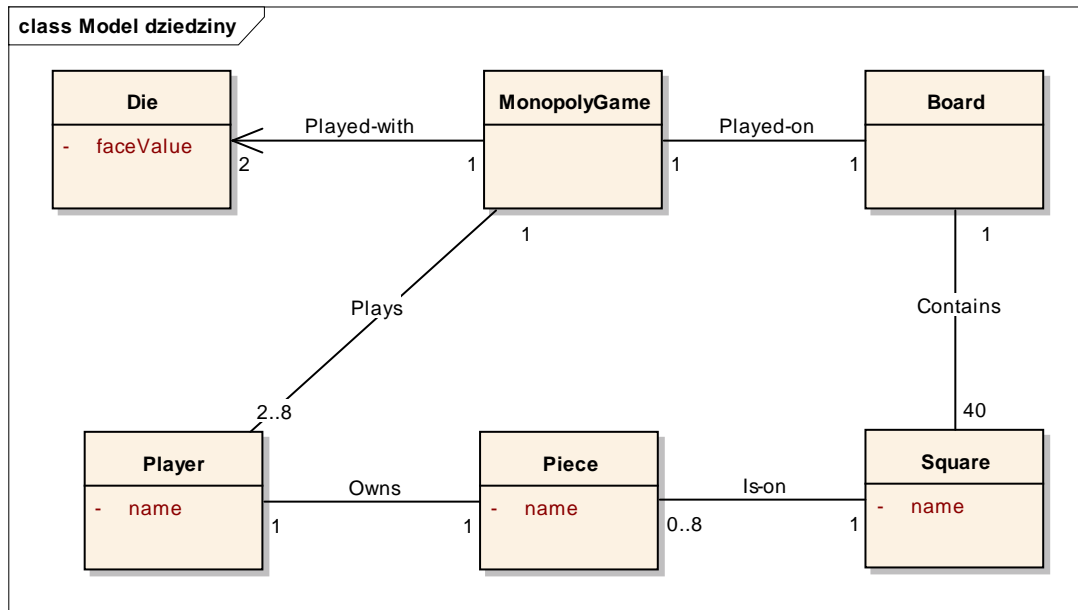 class Model dziedziny
Die
- faceValue
MonopolyGame
Board
Played-with
2
1
Played-on
1
1
1
Plays
2..8
1
Contains
40
Player
- name
Owns
1
1
Piece
- name
Is-on
0..8
1
Square
- name